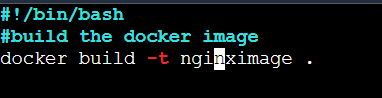 #!/bin/bash
#build the docker image
docker build -t nginximage .